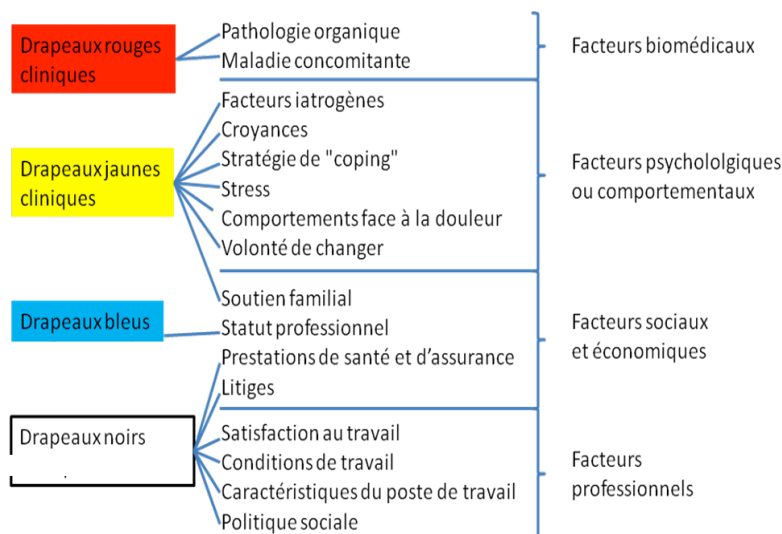 Drapeaux rouges
cliniques
Pathologie organique
Maladie concomitante
Facteurs biomédicaux
Drapeaux jaunes
cliniques
Facteurs iatrogènes
Croyances
Stratégie de "coping"
Stress
Comportements face à la douleur
Volonté de changer
Facteurs psychololgiques
ou comportementaux
Drapeaux bleus
Soutien familial
Statut professionnel
Prestations de santé et d’assurance
Litiges
Facteurs sociaux
et économiques
Drapeaux noirs
Satisfaction au travail
Conditions de travail
Caractéristiques du poste de travail
Politique sociale
Facteurs
professionnels